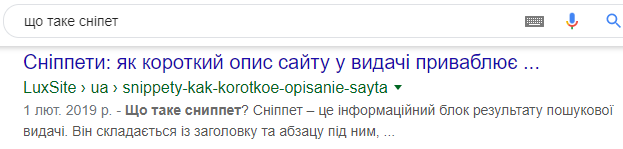 що таке сніпет
Сніппети: як короткий опис сайту у видачі приваблює ...
LuxSite › ua › snippety-kak-korotkoe-opisanie-sayta
1 лют. 2019 р. - Що таке сниппет? Сніппет – це інформаційний блок результату пошукової
видачі. Він складається із заголовку та абзацу під ним, ...